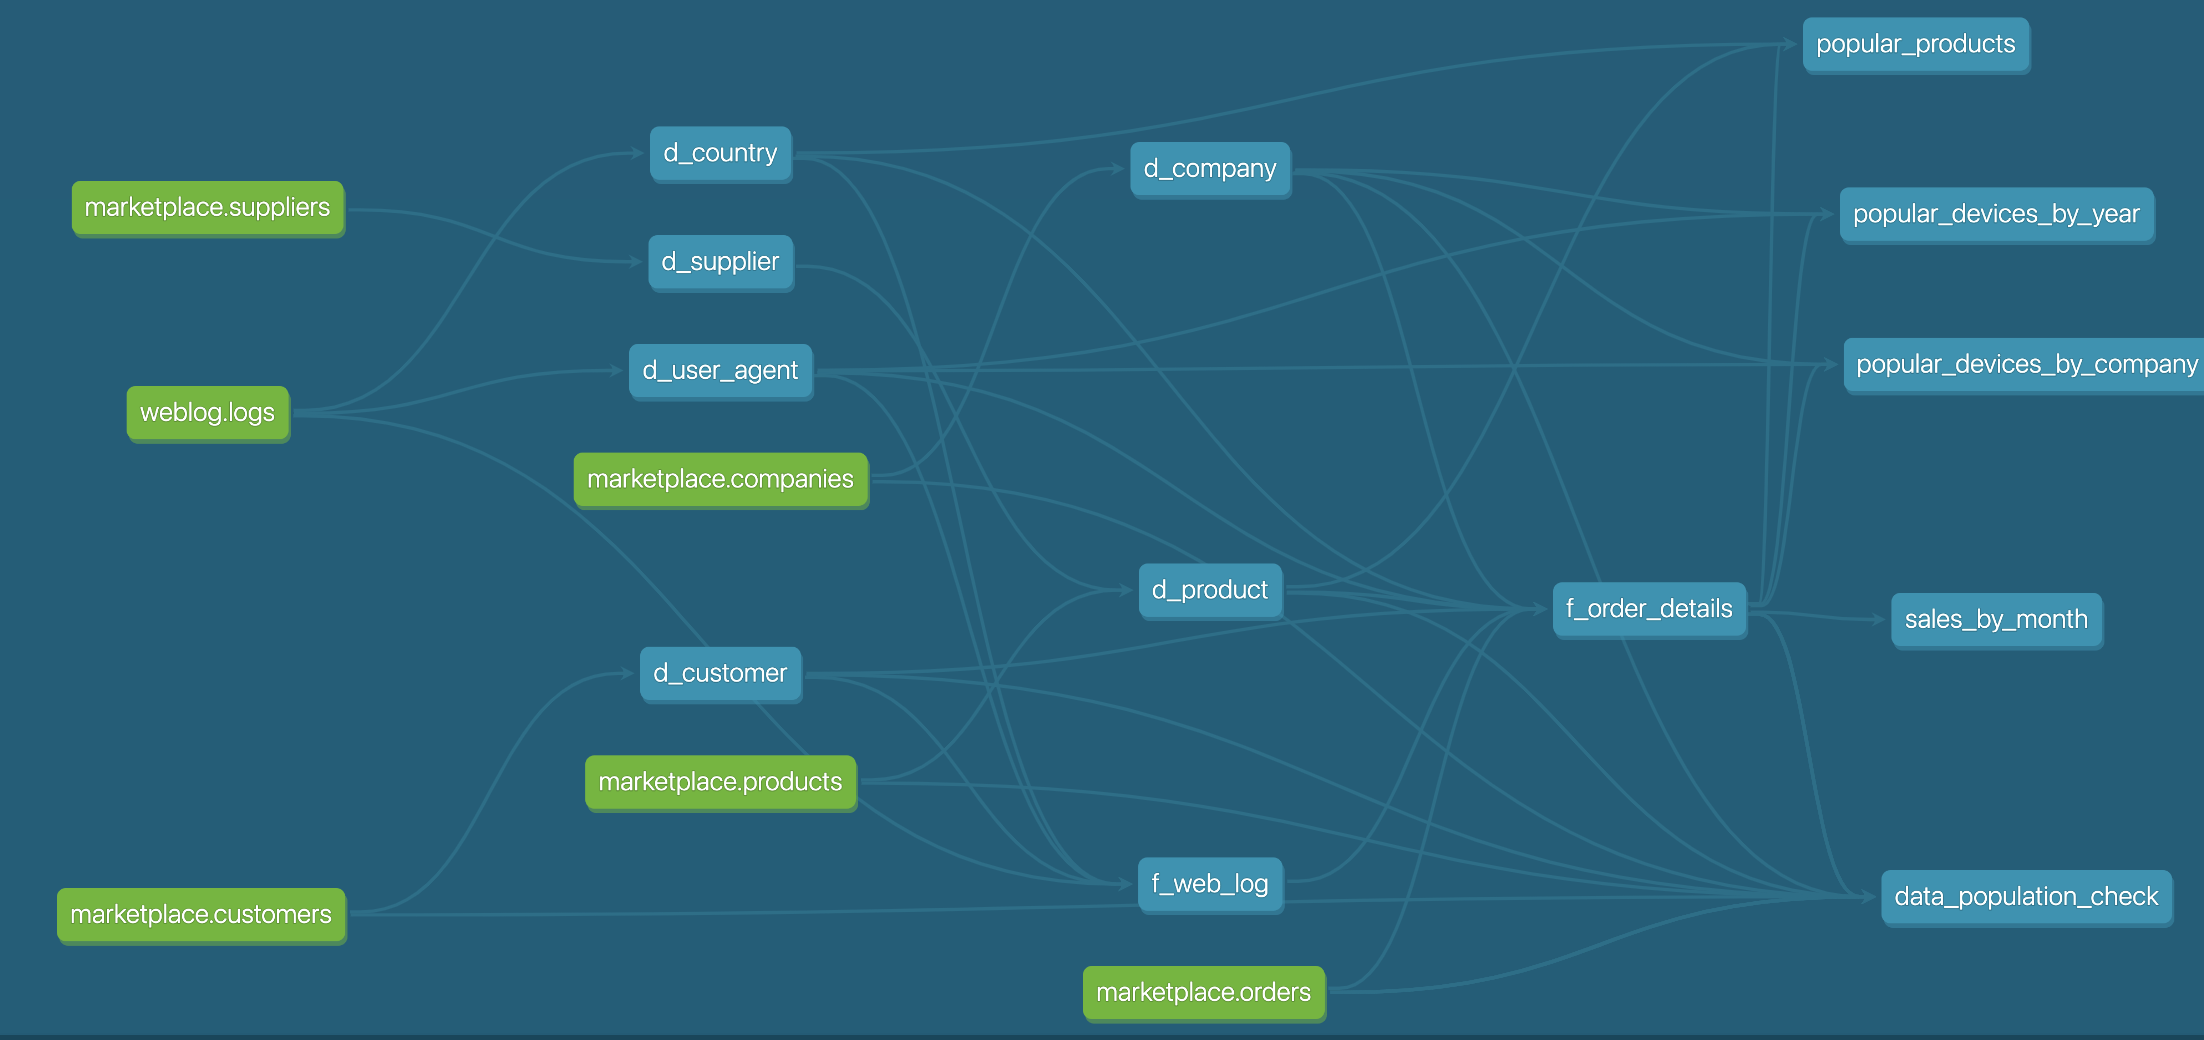 popular_products
d_country
d_company
marketplace.suppliers
popular_devices_by_year
d_supplier
d_user_agent
popular_devices_by_company
weblog.logs
marketplace.companies
d_product
f_order_details
sales_by_month
d_customer
marketplace.products
f_web_log
data_population_check
marketplace.customers
marketplace.orders